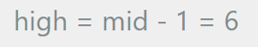 high = mid - 1 = 6